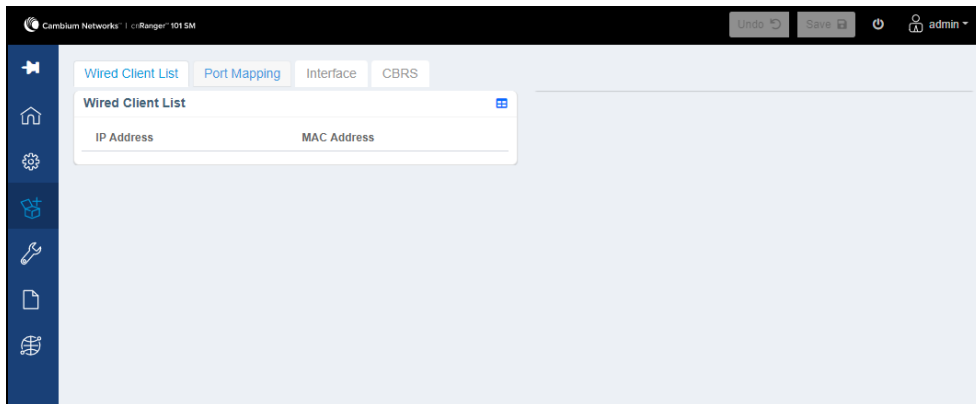 Cambium Networks™ | cnRanger™ 101 SM
Undo Save admin
Wired Client List Port Mapping Interface CBRS
Wired Client List
IP Address MAC Address